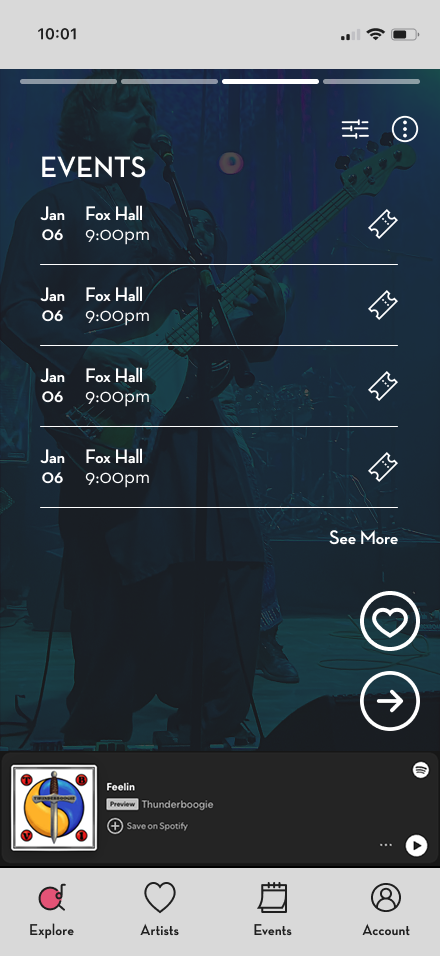 10:01
EVENTS
Jan Fox Hall
06 9:00pm
Jan Fox Hall
06 9:00pm
Jan Fox Hall
06 9:00pm
Jan Fox Hall
06 9:00pm
See More
T B
THUNDERBOOGIE
V I
Feelin
Preview Thunderboogie
Save on Spotify
Explore Artists Events Account